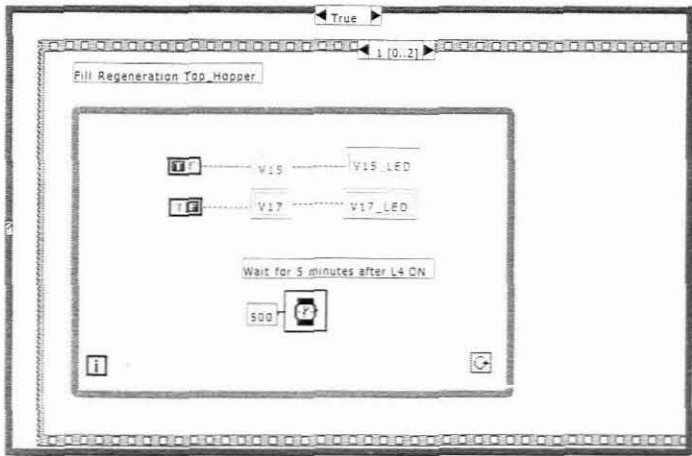 True
1 [0..2]
Fill Regeneration Top_Hopper
T F V15 V15_LED
T F V17 V17_LED
Wait for 5 minutes after L4 ON
500
i